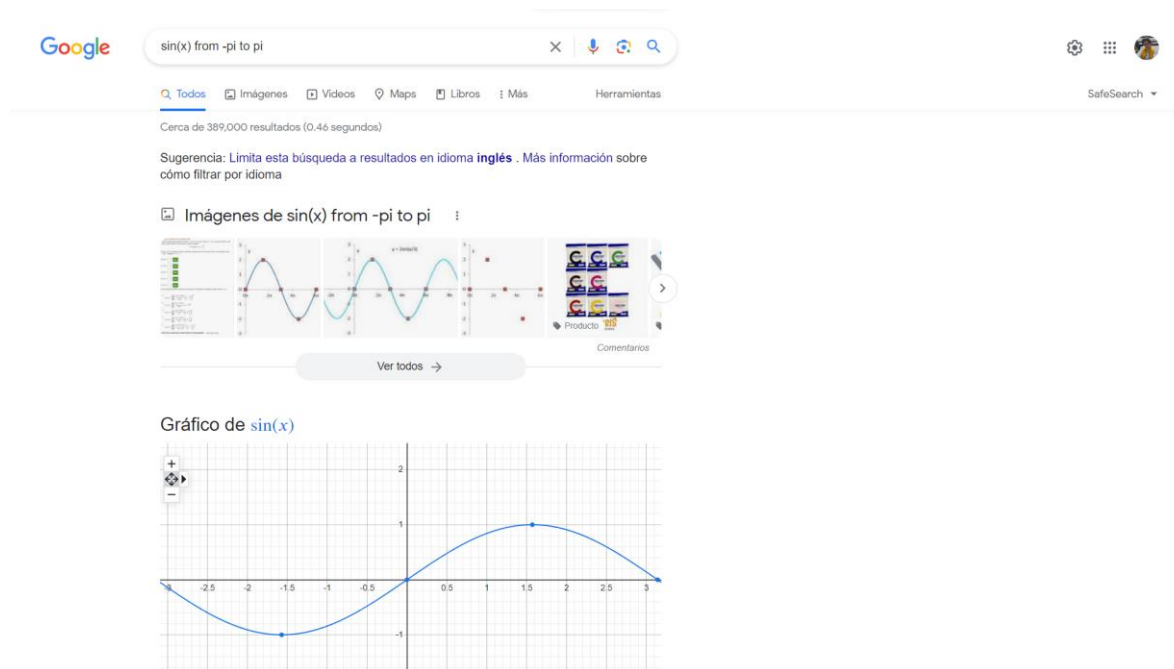 Google
sin(x) from -pi to pi
Todos Imágenes Videos Maps Libros Más Herramientas
SafeSearch
Cerca de 389,000 resultados (0.46 segundos)
Sugerencia: Limita esta búsqueda a resultados en idioma inglés . Más información sobre
cómo filtrar por idioma
Imágenes de sin(x) from -pi to pi
Producto
Comentarios
Ver todos
Gráfico de sin(x)
2
1
-2.5 -2 -1.5 -1 -0.5 0.5 1 1.5 2 2.5 3
-1